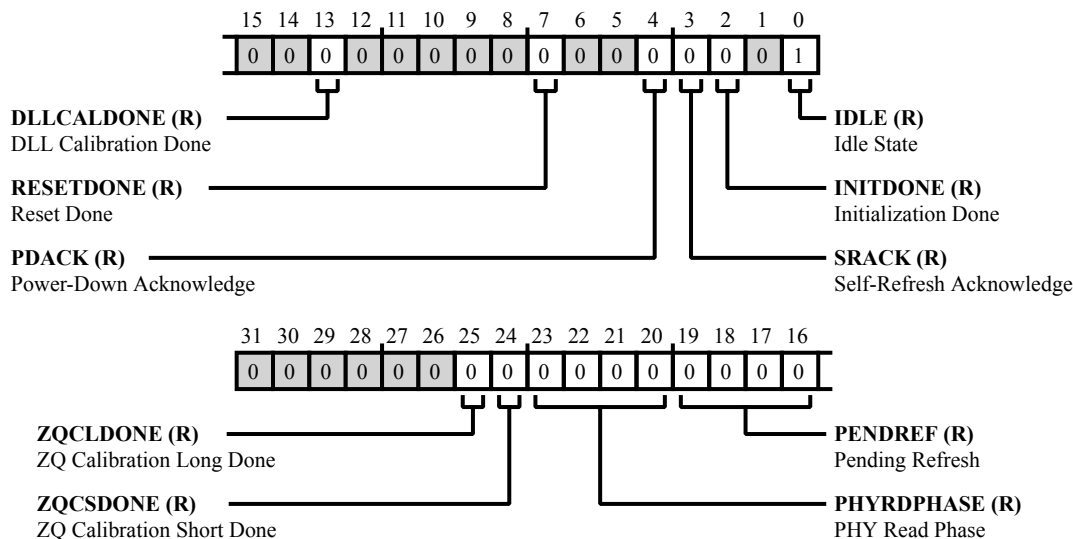 15 14 13 12 11 10 9 8 7 6 5 4 3 2 1 0
0 0 0 0 0 0 0 0 0 0 0 0 0 0 0 1
DLLCALDONE (R)
DLL Calibration Done
IDLE (R)
Idle State
RESETDONE (R)
Reset Done
INITDONE (R)
Initialization Done
PDACK (R)
Power-Down Acknowledge
SRACK (R)
Self-Refresh Acknowledge
31 30 29 28 27 26 25 24 23 22 21 20 19 18 17 16
0 0 0 0 0 0 0 0 0 0 0 0 0 0 0 0
ZQCLDONE (R)
ZQ Calibration Long Done
PENDREF (R)
Pending Refresh
ZQCSDONE (R)
ZQ Calibration Short Done
PHYRDPHASE (R)
PHY Read Phase